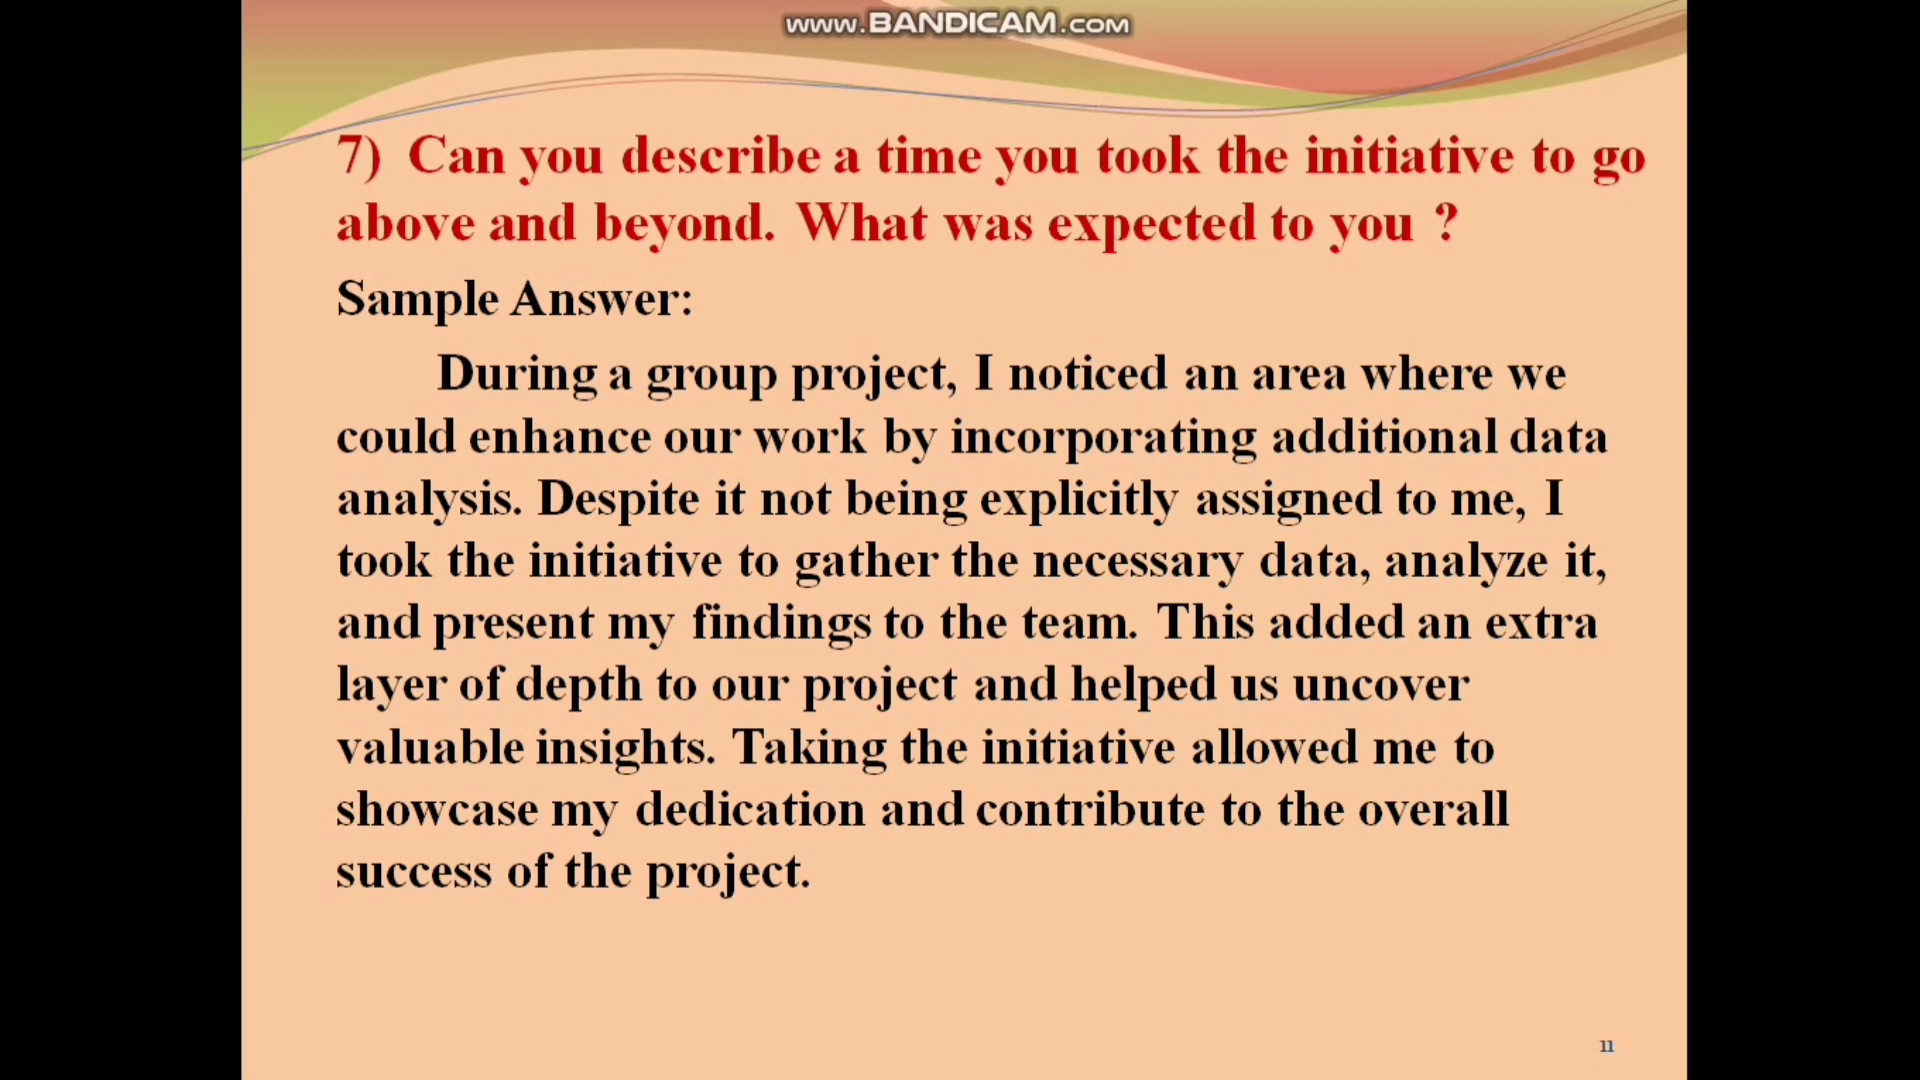 www.BANDICAM.com
7) Can you describe a time you took the initiative to go
above and beyond. What was expected to you ?
Sample Answer:
During a group project, I noticed an area where we
could enhance our work by incorporating additional data
analysis. Despite it not being explicitly assigned to me, I
took the initiative to gather the necessary data, analyze it,
and present my findings to the team. This added an extra
layer of depth to our project and helped us uncover
valuable insights. Taking the initiative allowed me to
showcase my dedication and contribute to the overall
success of the project.
11